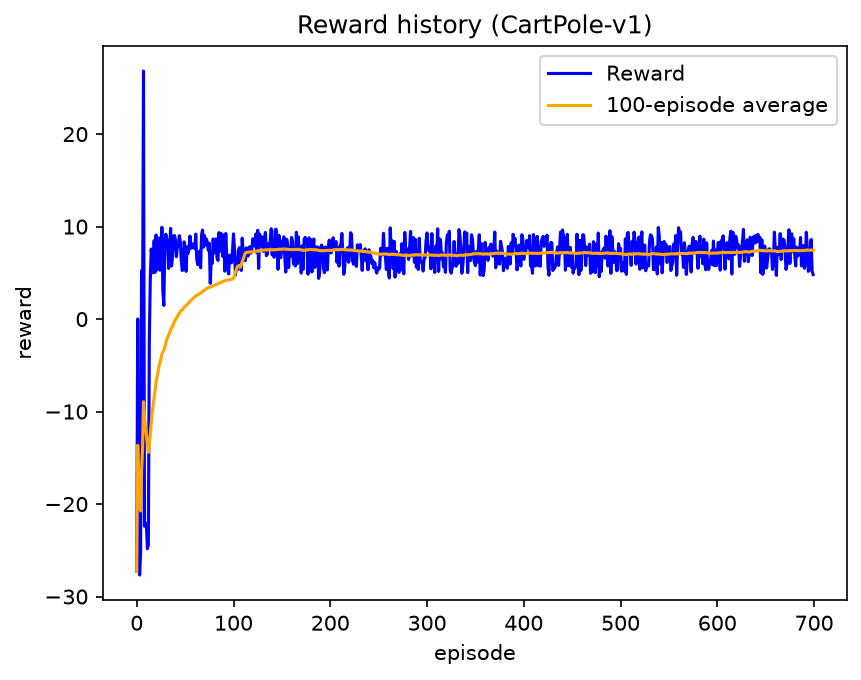 Reward history (CartPole-v1)
Reward
100-episode average
reward
20
10
0
−10
−20
−30
0 100 200 300 400 500 600 700
episode